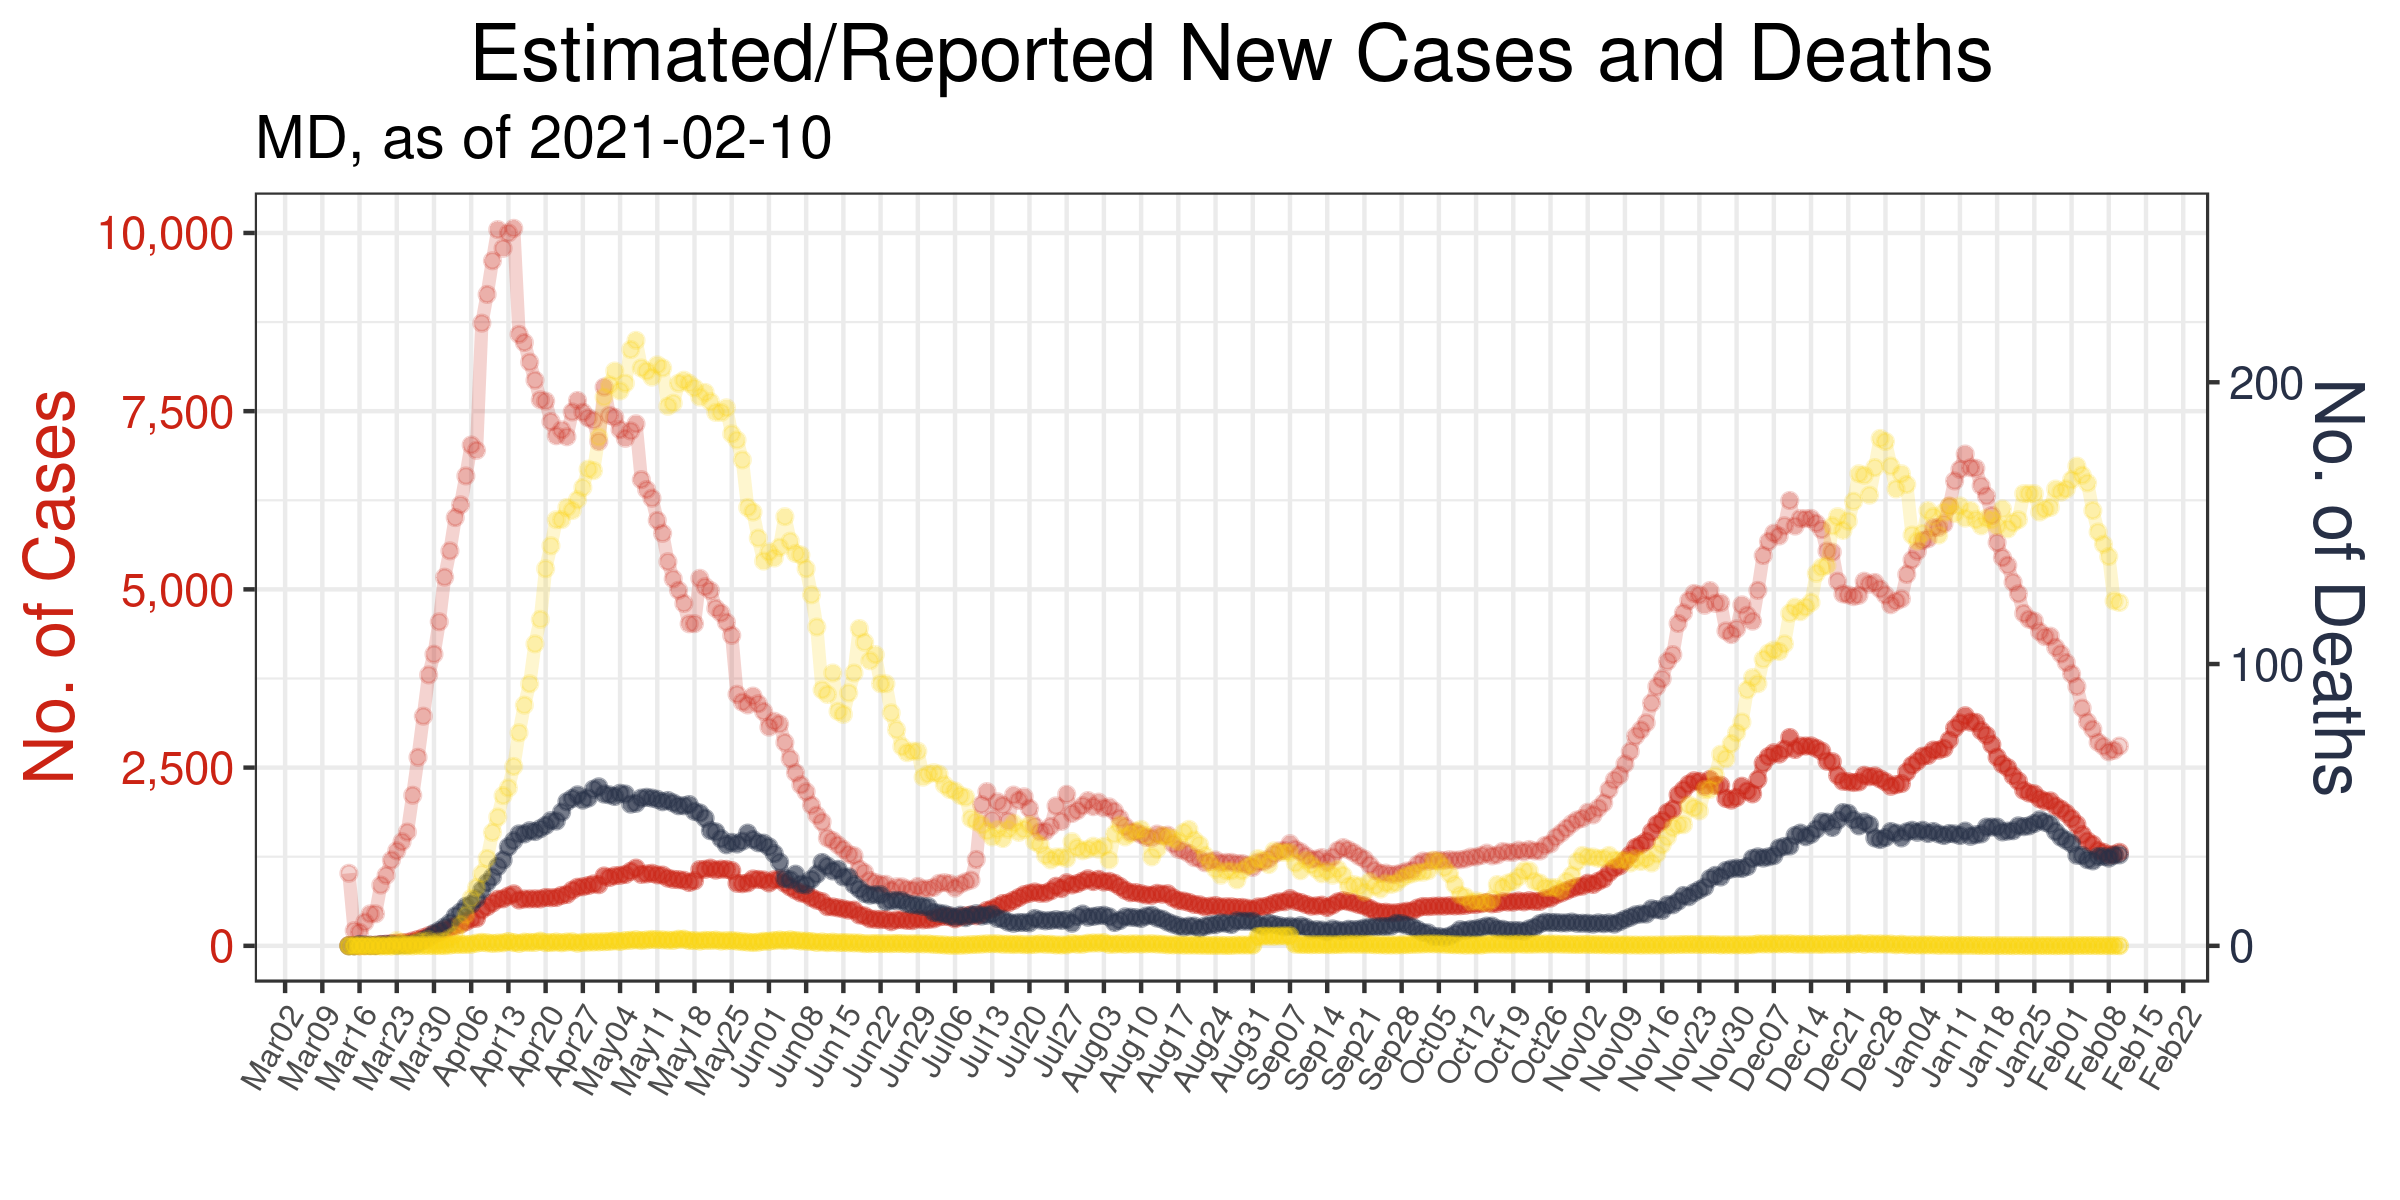 Estimated/Reported New Cases and Deaths
MD, as of 2021-02-10
No. of Cases
10,000
7,500
5,000
2,500
0
200
100
0
No. of Deaths
Mar02
Mar09
Mar16
Mar23
Mar30
Apr06
Apr13
Apr20
Apr27
May04
May11
May18
May25
Jun01
Jun08
Jun15
Jun22
Jun29
Jul06
Jul13
Jul20
Jul27
Aug03
Aug10
Aug17
Aug24
Aug31
Sep07
Sep14
Sep21
Sep28
Oct05
Oct12
Oct19
Oct26
Nov02
Nov09
Nov16
Nov23
Nov30
Dec07
Dec14
Dec21
Dec28
Jan04
Jan11
Jan18
Jan25
Feb01
Feb08
Feb15
Feb22